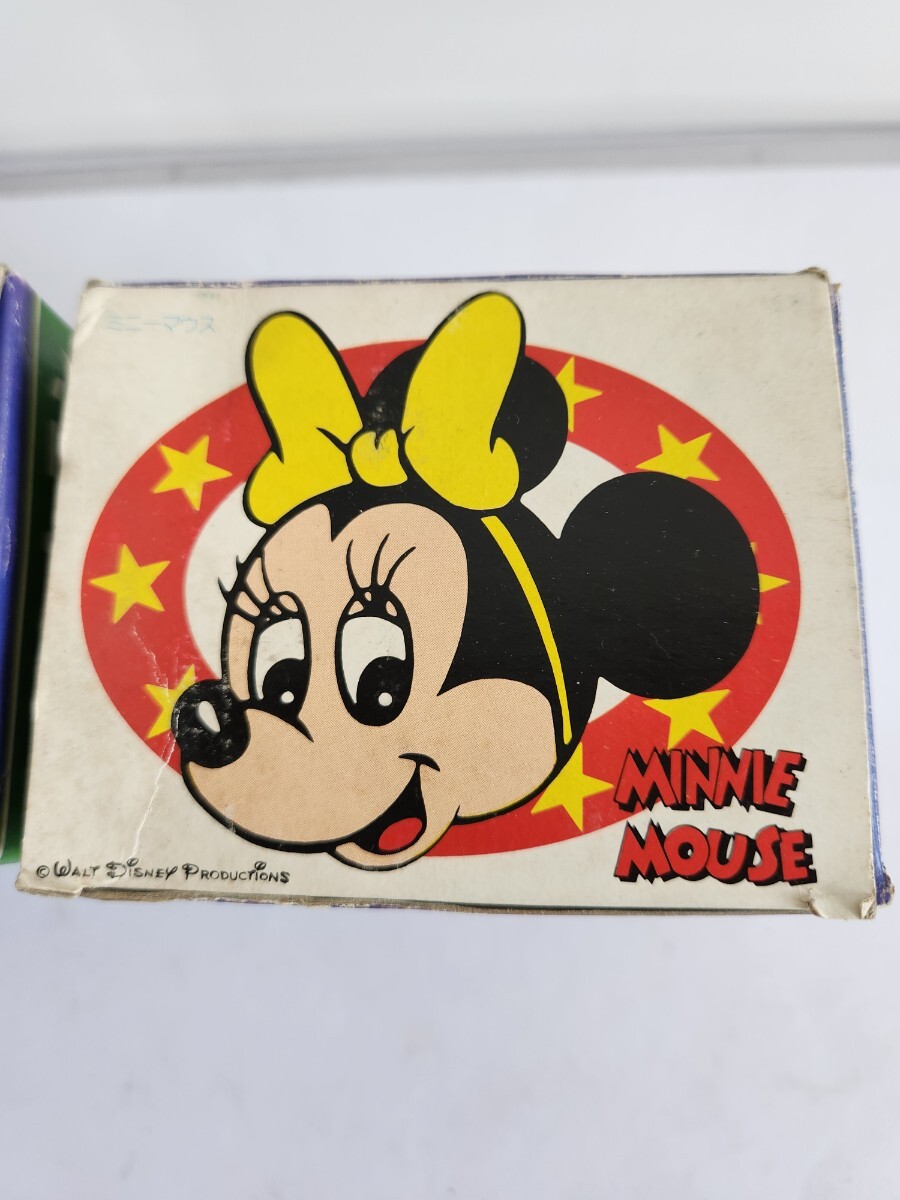 ミニーマウス
MINNIE
MOUSE
© WALT DISNEY PRODUCTIONS